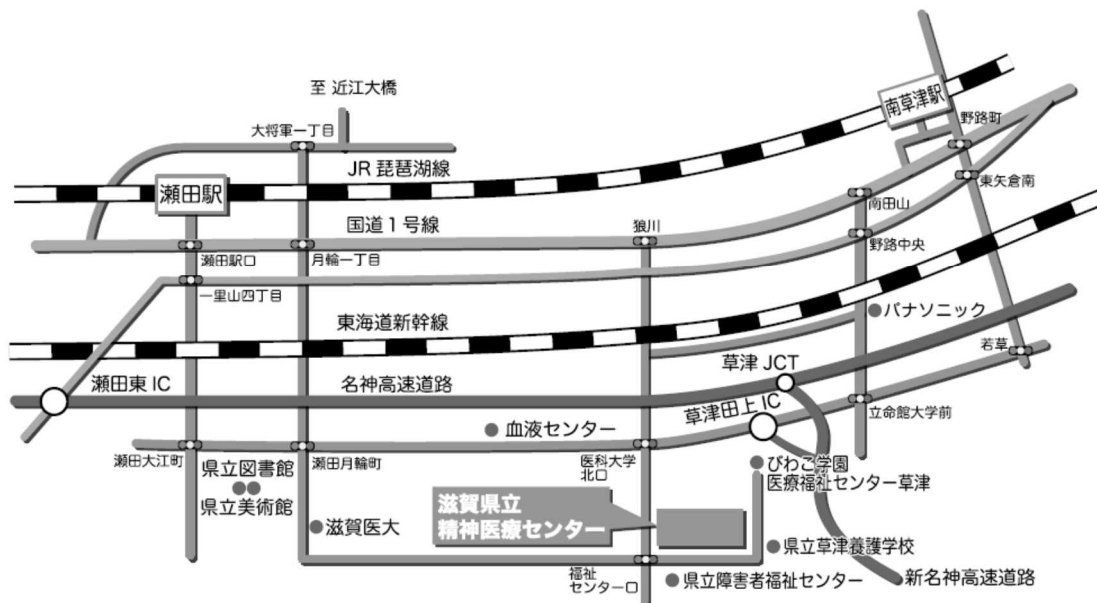 至 近江大橋
大将軍一丁目
南草津駅
野路町
JR 琵琶湖線
瀬田駅
東矢倉南
南田山
国道1号線
狼川
瀬田駅口
月輪一丁目
野路中央
一里山四丁目
東海道新幹線
パナソニック
若草
瀬田東 IC
名神高速道路
草津 JCT
草津田上 IC
立命館大学前
血液センター
瀬田大江町
県立図書館
県立美術館
瀬田月輪町
医科大学
北口
びわこ学園
医療福祉センター草津
滋賀県立
精神医療センター
滋賀医大
県立草津養護学校
福祉
センター口
県立障害者福祉センター
新名神高速道路